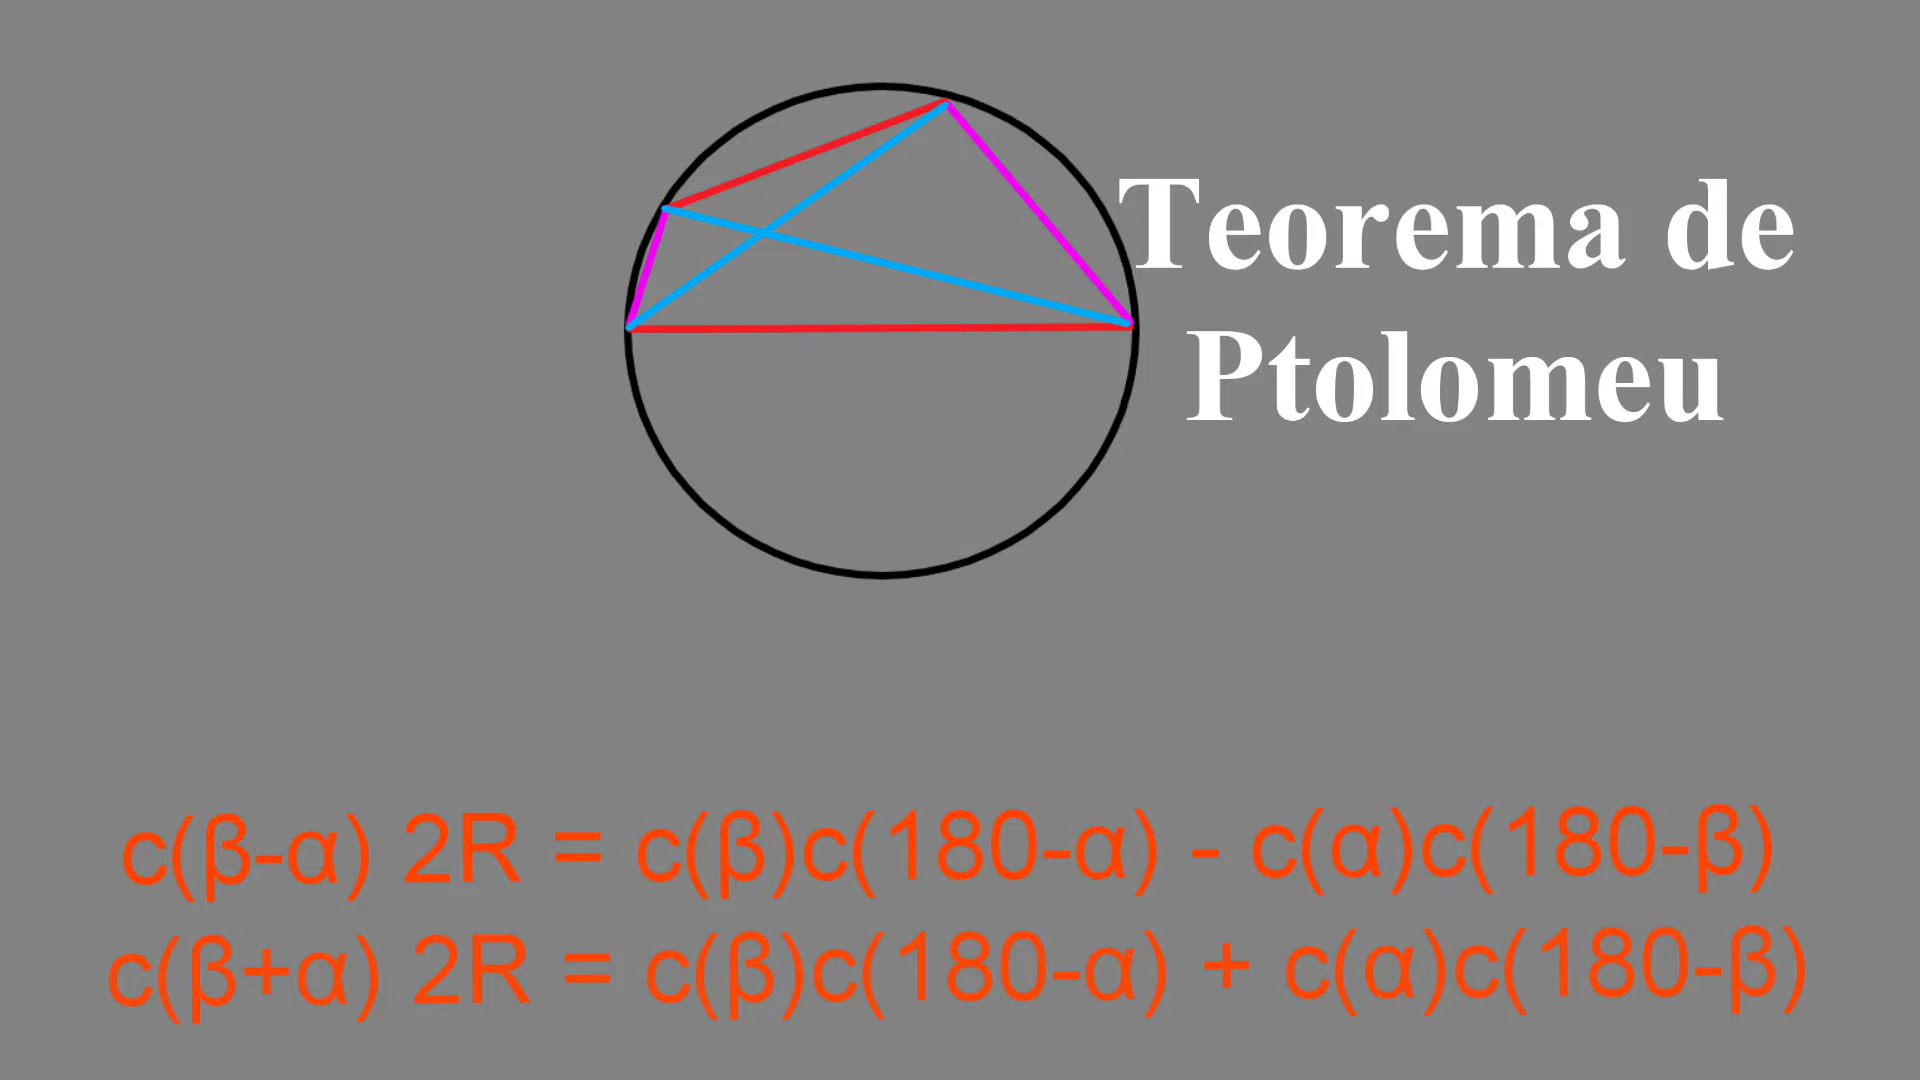 Teorema de
Ptolomeu
c(β-α) 2R = c(β)c(180-α) - c(α)c(180-β)
c(β+α) 2R = c(β)c(180-α) + c(α)c(180-β)